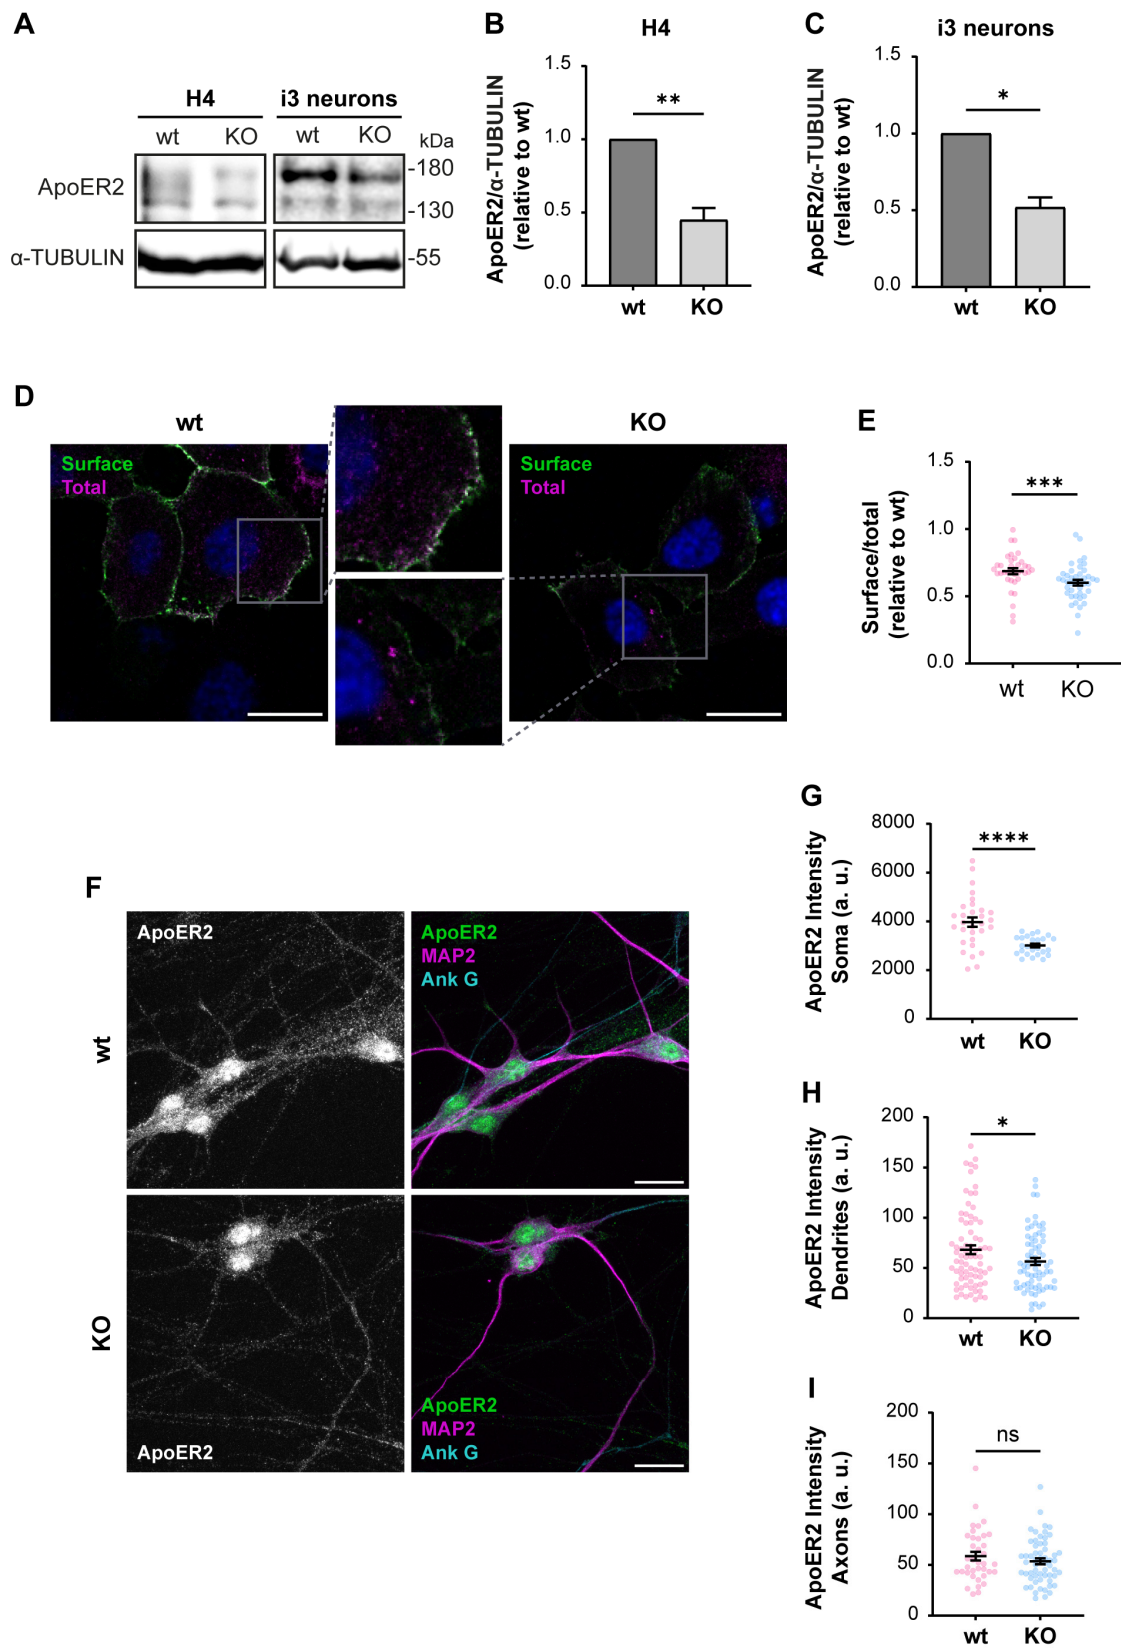 A
H4
i3 neurons
wt
KO
wt
KO
kDa
ApoER2
-180
-130
α-TUBULIN
-55
B
H4
ApoER2/α-TUBULIN
(relative to wt)
1.5
**
1.0
0.5
0.0
wt
KO
C
i3 neurons
ApoER2/α-TUBULIN
(relative to wt)
1.5
*
1.0
0.5
0.0
wt
KO
D
wt
Surface
Total
KO
Surface
Total
E
Surface/total
(relative to wt)
1.5
***
1.0
0.5
0.0
wt
KO
F
wt
ApoER2
ApoER2
MAP2
Ank G
KO
ApoER2
ApoER2
MAP2
Ank G
G
ApoER2 Intensity
Soma (a. u.)
8000
****
6000
4000
2000
0
wt
KO
H
ApoER2 Intensity
Dendrites (a. u.)
200
*
150
100
50
0
wt
KO
I
ApoER2 Intensity
Axons (a. u.)
200
ns
150
100
50
0
wt
KO